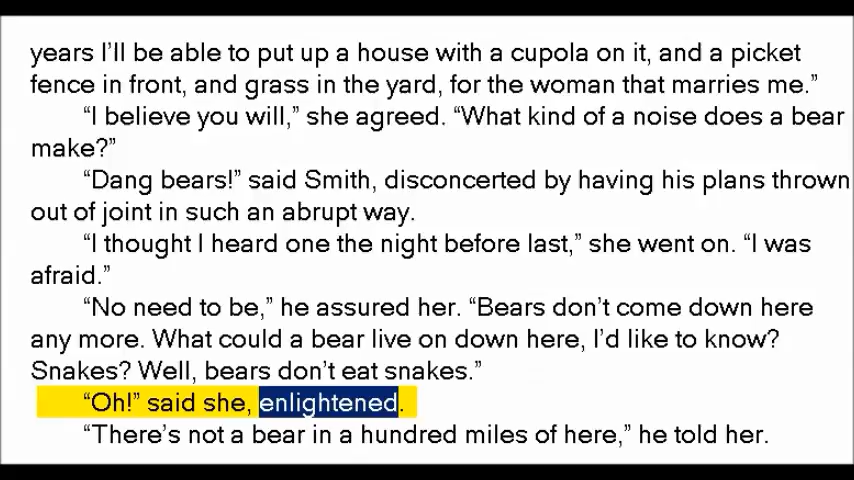 years I’ll be able to put up a house with a cupola on it, and a picket
fence in front, and grass in the yard, for the woman that marries me.”
“I believe you will,” she agreed. “What kind of a noise does a bear
make?”
“Dang bears!” said Smith, disconcerted by having his plans thrown
out of joint in such an abrupt way.
“I thought I heard one the night before last,” she went on. “I was
afraid.”
“No need to be,” he assured her. “Bears don’t come down here
any more. What could a bear live on down here, I’d like to know?
Snakes? Well, bears don’t eat snakes.”
“Oh!” said she, enlightened.
“There’s not a bear in a hundred miles of here,” he told her.